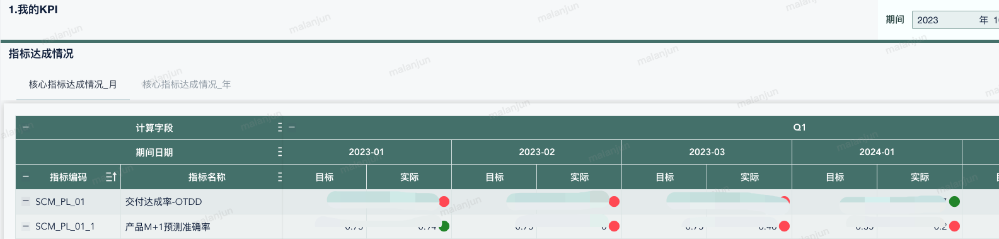 1.我的KPI
期间 2023 年
指标达成情况
核心指标达成情况_月 核心指标达成情况_年
计算字段 Q1
期间日期 2023-01 2023-02 2023-03 2024-01
指标编码 指标名称 目标 实际 目标 实际 目标 实际 目标 实际
SCM_PL_01 交付达成率-OTDD
SCM_PL_01_1 产品M+1预测准确率
malanjun